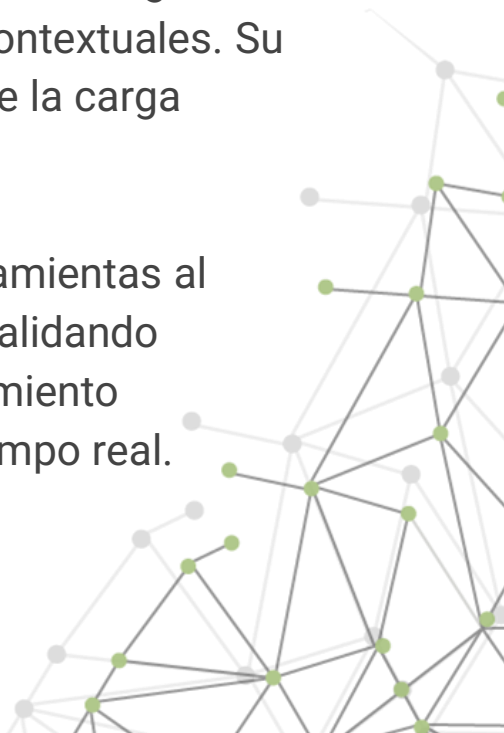 ontextuales. Su
e la carga
amientas al
alidando
miento
mpo real.